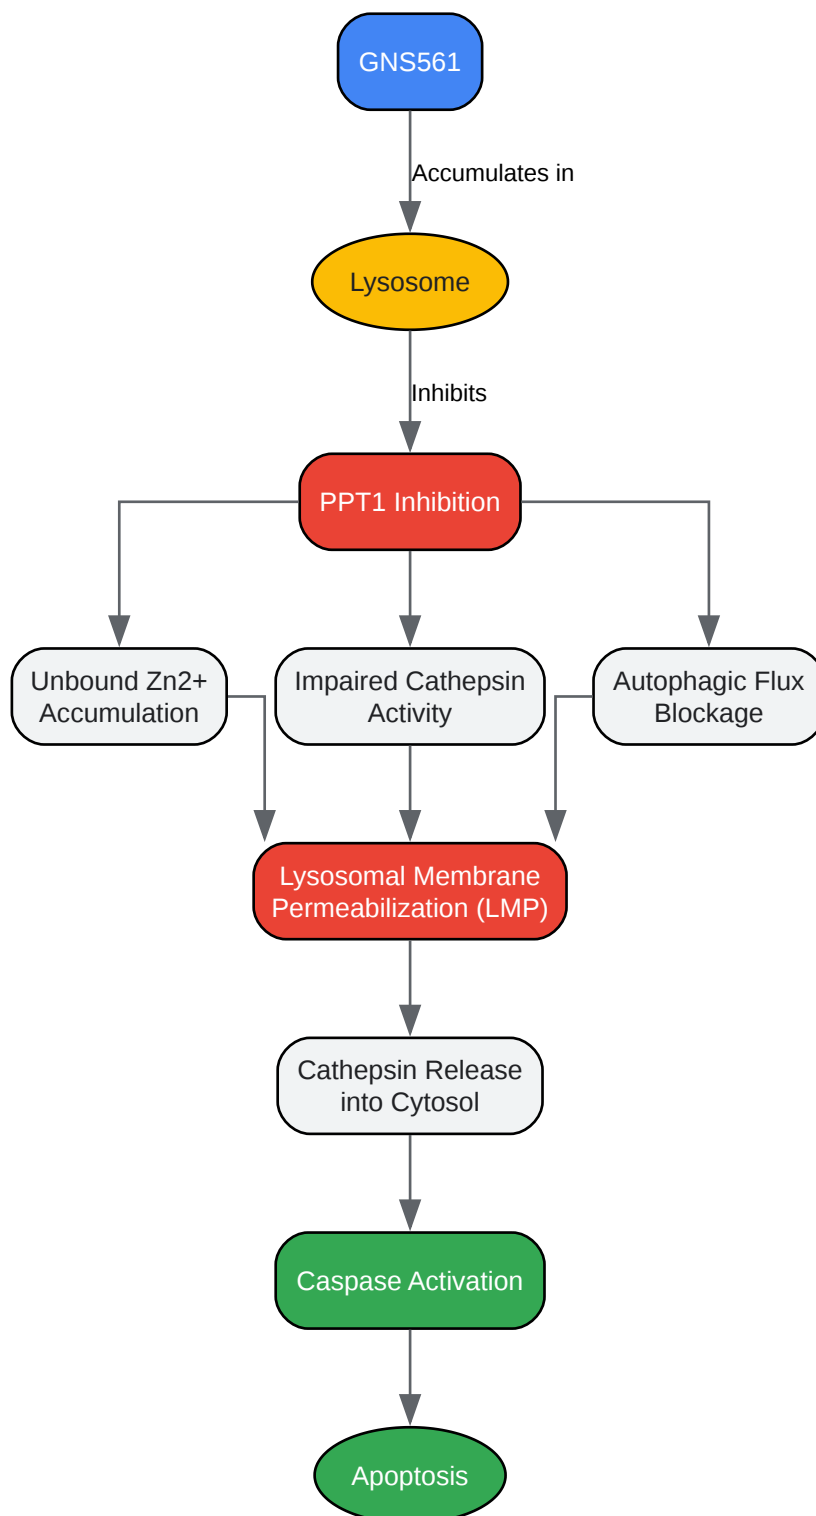 GNS561
Accumulates in
Lysosome
Inhibits
PPT1 Inhibition
Unbound Zn2+
Accumulation
Impaired Cathepsin
Activity
Autophagic Flux
Blockage
Lysosomal Membrane
Permeabilization (LMP)
Cathepsin Release
into Cytosol
Caspase Activation
Apoptosis